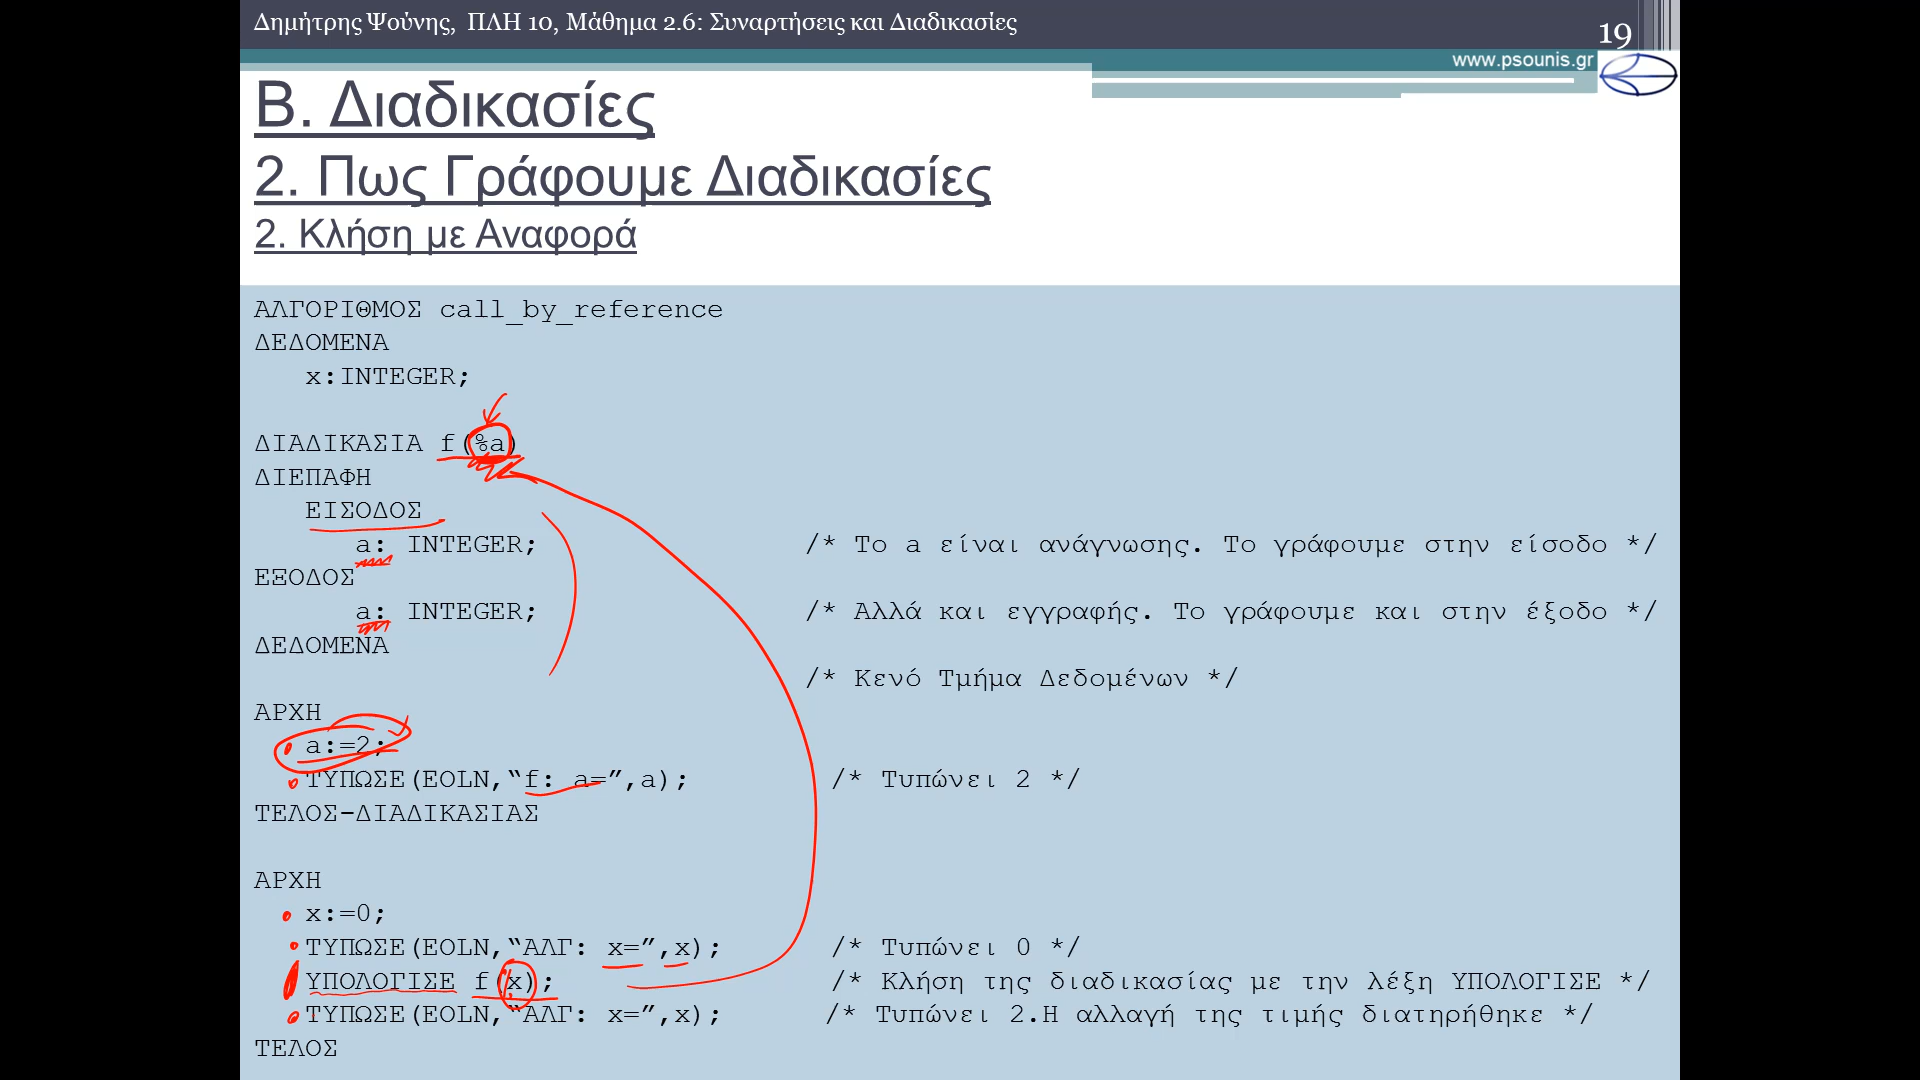 Δημήτρης Ψούνης, ΠΛΗ 10, Μάθημα 2.6: Συναρτήσεις και Διαδικασίες
19
www.psounis.gr
Β. Διαδικασίες
2. Πως Γράφουμε Διαδικασίες
2. Κλήση με Αναφορά
ΑΛΓΟΡΙΘΜΟΣ call_by_reference
ΔΕΔΟΜΕΝΑ
x:INTEGER;
ΔΙΑΔΙΚΑΣΙΑ f(%a)
ΔΙΕΠΑΦΗ
ΕΙΣΟΔΟΣ
a: INTEGER; /* Το a είναι ανάγνωσης. Το γράφουμε στην είσοδο */
ΕΞΟΔΟΣ
a: INTEGER; /* Αλλά και εγγραφής. Το γράφουμε και στην έξοδο */
ΔΕΔΟΜΕΝΑ
/* Κενό Τμήμα Δεδομένων */
ΑΡΧΗ
a:=2;
ΤΥΠΩΣΕ(EOLN,“f: a=”,a); /* Τυπώνει 2 */
ΤΕΛΟΣ-ΔΙΑΔΙΚΑΣΙΑΣ
ΑΡΧΗ
x:=0;
ΤΥΠΩΣΕ(EOLN,“ΑΛΓ: x=”,x); /* Τυπώνει 0 */
ΥΠΟΛΟΓΙΣΕ f(x); /* Κλήση της διαδικασίας με την λέξη ΥΠΟΛΟΓΙΣΕ */
ΤΥΠΩΣΕ(EOLN,“ΑΛΓ: x=”,x); /* Τυπώνει 2.Η αλλαγή της τιμής διατηρήθηκε */
ΤΕΛΟΣ